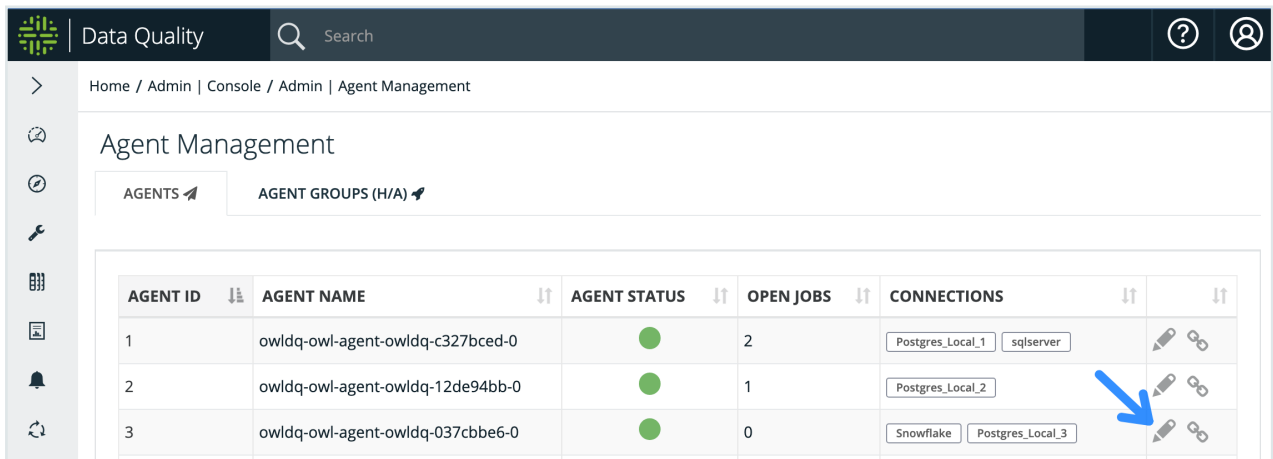 Data Quality Search
Home / Admin | Console / Admin | Agent Management
Agent Management
AGENTS AGENT GROUPS (H/A)
AGENT ID AGENT NAME AGENT STATUS OPEN JOBS CONNECTIONS
1 owldq-owl-agent-owldq-c327bced-0 2 Postgres_Local_1 sqlserver
2 owldq-owl-agent-owldq-12de94bb-0 1 Postgres_Local_2
3 owldq-owl-agent-owldq-037cbbe6-0 0 Snowflake Postgres_Local_3